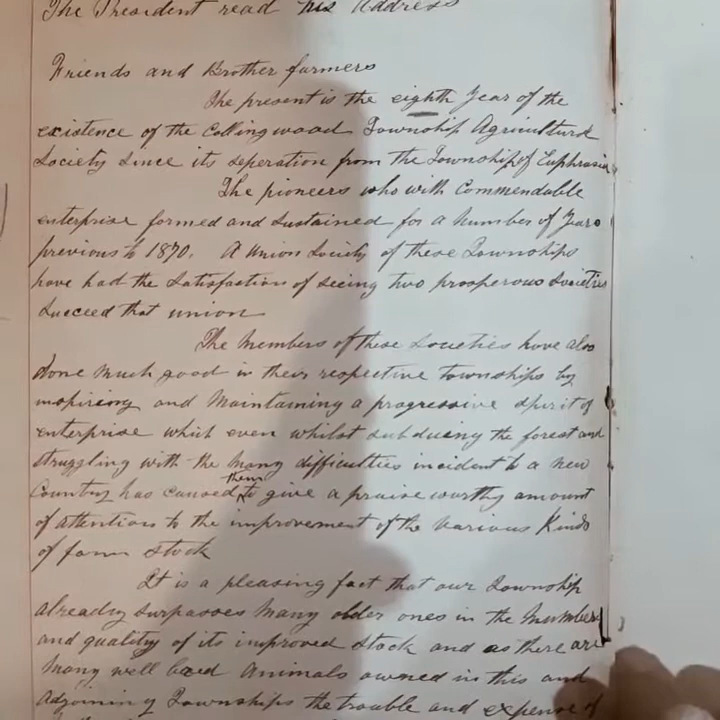 The President read his Address
Friends and Brother farmers
The present is the eighth Year of the
existence of the Collingwood Township Agricultural
Society Since its seperation from the Township of Euphrasia
The pioneers who with Commendable
enterprise formed and Sustained for a Number of Years
previous to 1870. A Union Society of these Townships
have had the Satisfaction of seeing two prosperous Societies
Succeed that union
The Members of these Societies have also
done Much good in their respective townships by
inspireing and Maintaining a progressive spirit of
enterprise which even whilst subdueing the forest and
struggling with the Many difficulties incident to a new
them
Country has caused to give a praise worthy amount
of attention to the improvement of the Various Kinds
of farm stock
It is a pleasing fact that our Township
already Surpasses Many older ones in the Number
and quality of its improved Stock and as there are
Many well bred Animals owned in this and
Adjoining Townships the trouble and expense of